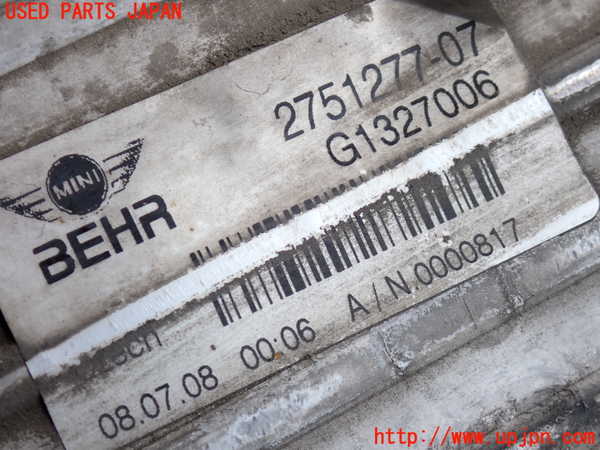 USED PARTS JAPAN
2751277-07
G1327006
MINI
BEHR
A/N.0000817
08.07.08 00:06
http://www.upjpn.com/